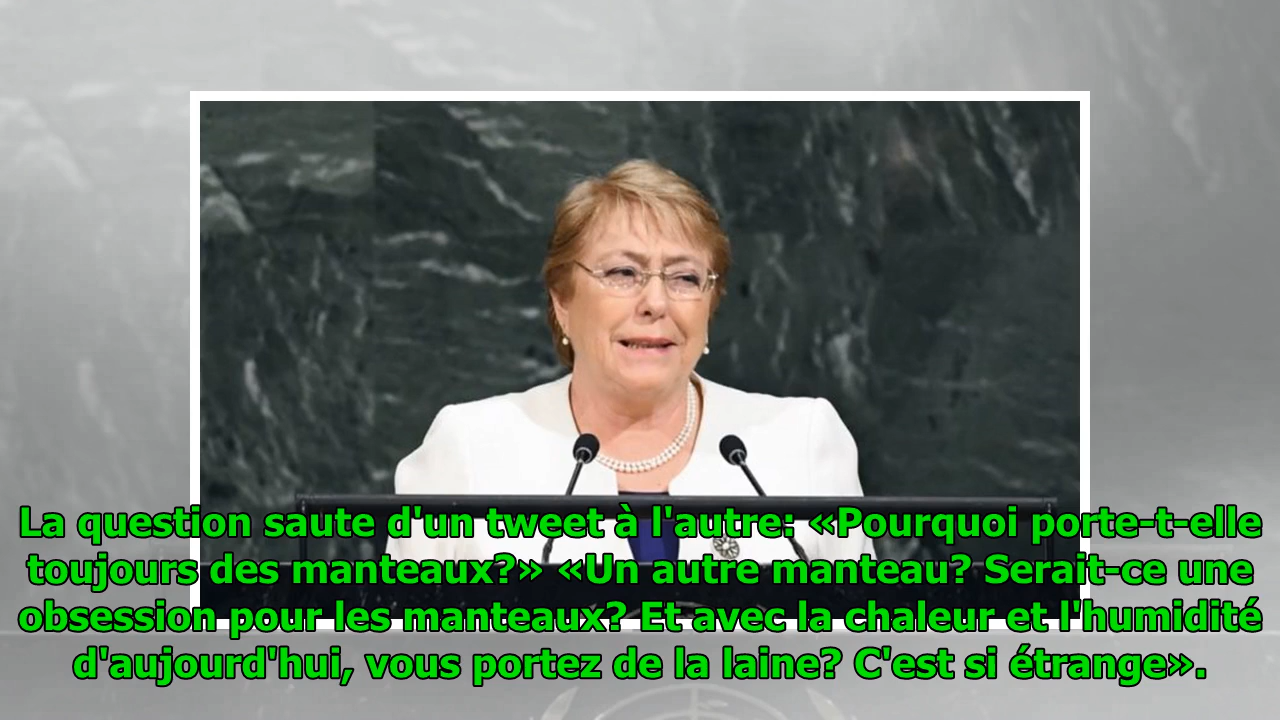 La question saute d'un tweet à l'autre: «Pourquoi porte-t-elle
toujours des manteaux?» «Un autre manteau? Serait-ce une
obsession pour les manteaux? Et avec la chaleur et l'humidité
d'aujourd'hui, vous portez de la laine? C'est si étrange».